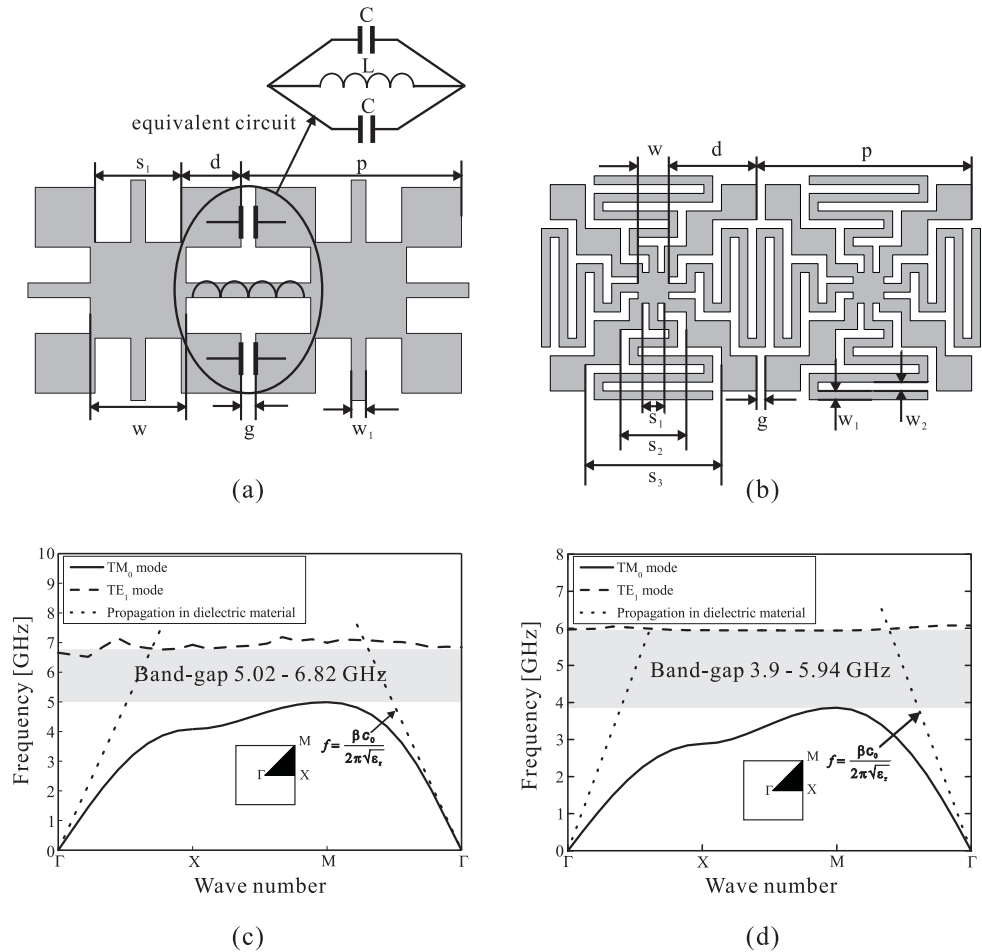 C
L
C
equivalent circuit
s₁
d
p
w
g
w₁
(a)
w
d
p
s₁
s₂
s₃
g
w₁
w₂
(b)
10
9
8
7
6
5
4
3
2
1
0
Frequency [GHz]
TM₀ mode
TE₁ mode
Propagation in dielectric material
Band-gap 5.02 - 6.82 GHz
f = βc₀ / 2π√εᵣ
M
Γ
X
Γ
X
M
Γ
Wave number
(c)
8
7
6
5
4
3
2
1
0
Frequency [GHz]
TM₀ mode
TE₁ mode
Propagation in dielectric material
Band-gap 3.9 - 5.94 GHz
f = βc₀ / 2π√εᵣ
M
Γ
X
Γ
X
M
Γ
Wave number
(d)